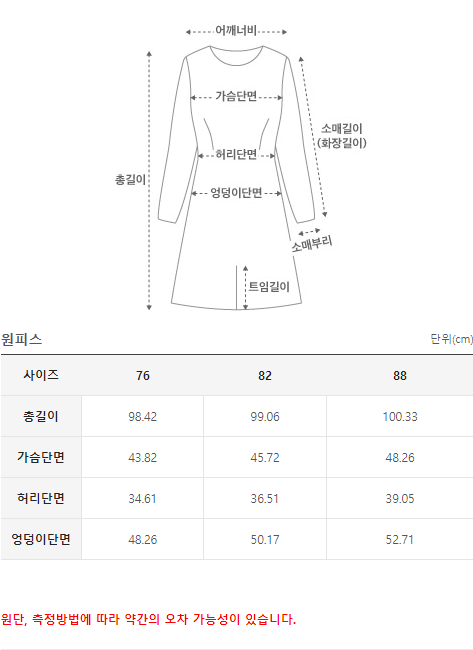 어깨너비
가슴단면
소매길이
(화장길이)
허리단면
총길이
엉덩이단면
소매부리
트임길이
원피스 단위(cm)
사이즈 76 82 88
총길이 98.42 99.06 100.33
가슴단면 43.82 45.72 48.26
허리단면 34.61 36.51 39.05
엉덩이단면 48.26 50.17 52.71
원단, 측정방법에 따라 약간의 오차 가능성이 있습니다.